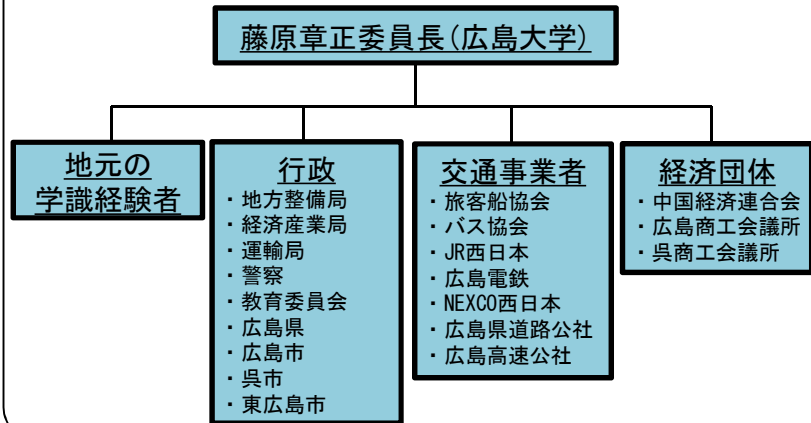 藤原章正委員長(広島大学)
地元の
学識経験者
行政
・地方整備局
・経済産業局
・運輸局
・警察
・教育委員会
・広島県
・広島市
・呉市
・東広島市
交通事業者
・旅客船協会
・バス協会
・JR西日本
・広島電鉄
・NEXCO西日本
・広島県道路公社
・広島高速公社
経済団体
・中国経済連合会
・広島商工会議所
・呉商工会議所